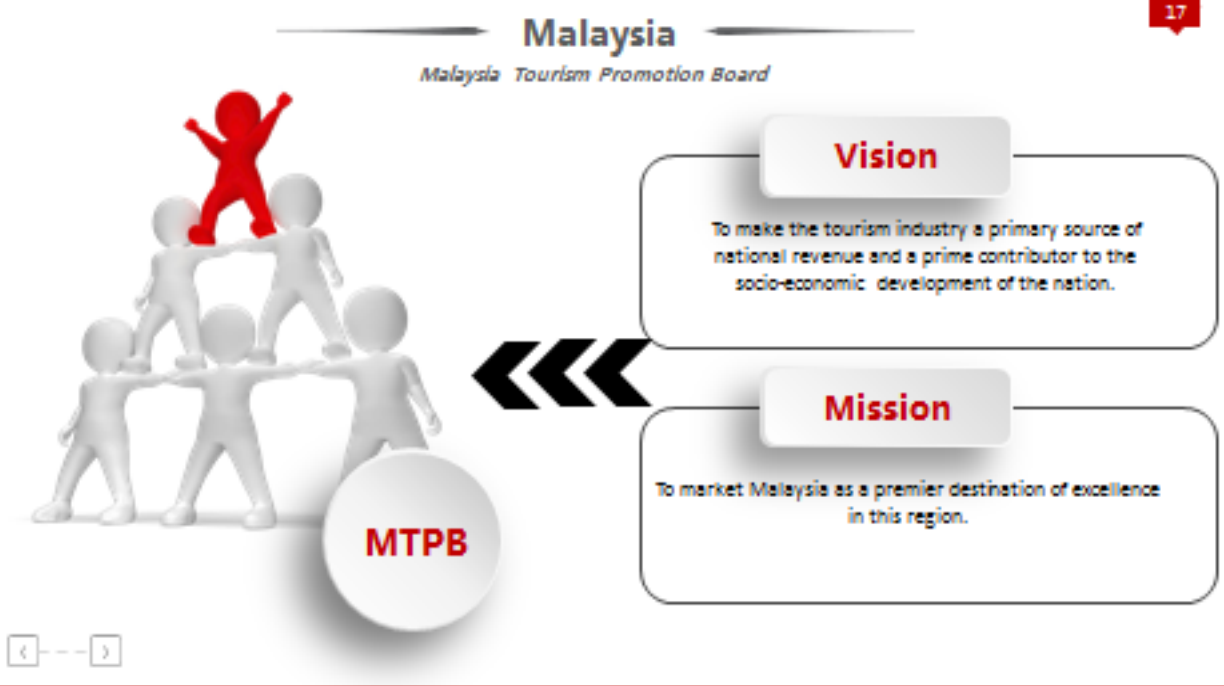 17
Malaysia
Malaysia Tourism Promotion Board
Vision
To make the tourism industry a primary source of
national revenue and a prime contributor to the
socio-economic development of the nation.
Mission
To market Malaysia as a premier destination of excellence
in this region.
MTPB